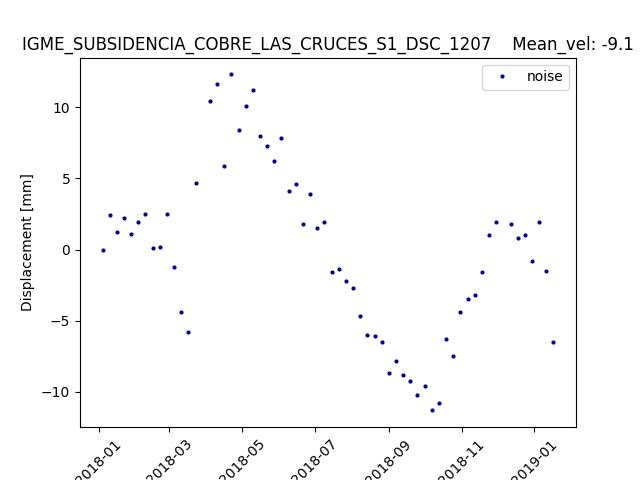 IGME_SUBSIDENCIA_COBRE_LAS_CRUCES_S1_DSC_1207 Mean_vel: -9.1
noise
Displacement [mm]
10
5
0
−5
−10
2018-01 2018-03 2018-05 2018-07 2018-09 2018-11 2019-01